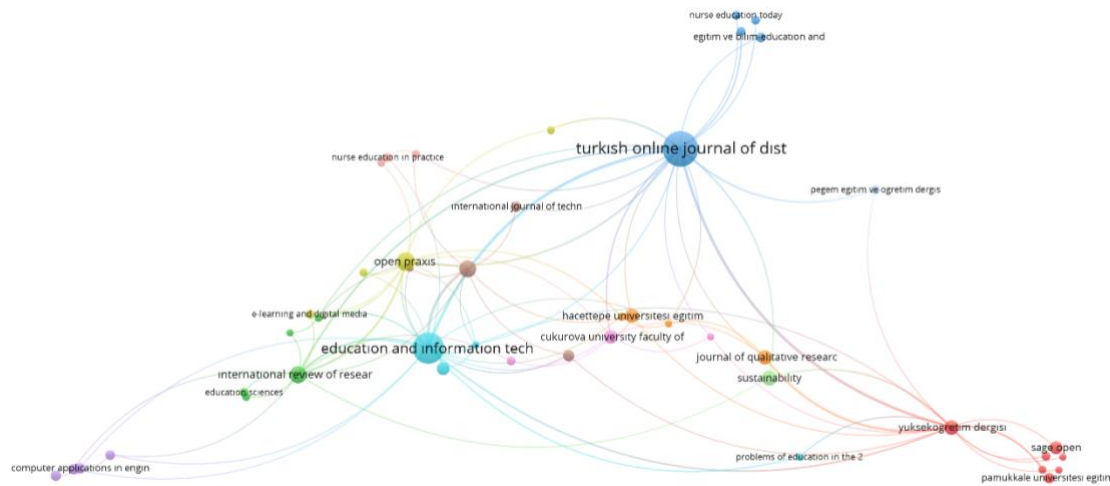 nurse education today
egitim ve bilim-education and
turkish online journal of dist
nurse education in practice
pegem egitim ve ogretim dergis
international journal of techn
open praxis
e-learning and digital media
hacettepe universitesi egitim
cukurova university faculty of
education and information tech
journal of qualitative researc
international review of resear
sustainability
education sciences
yuksekogretim dergisi
sage open
problems of education in the 2
computer applications in engin
pamukkale universitesi egitim